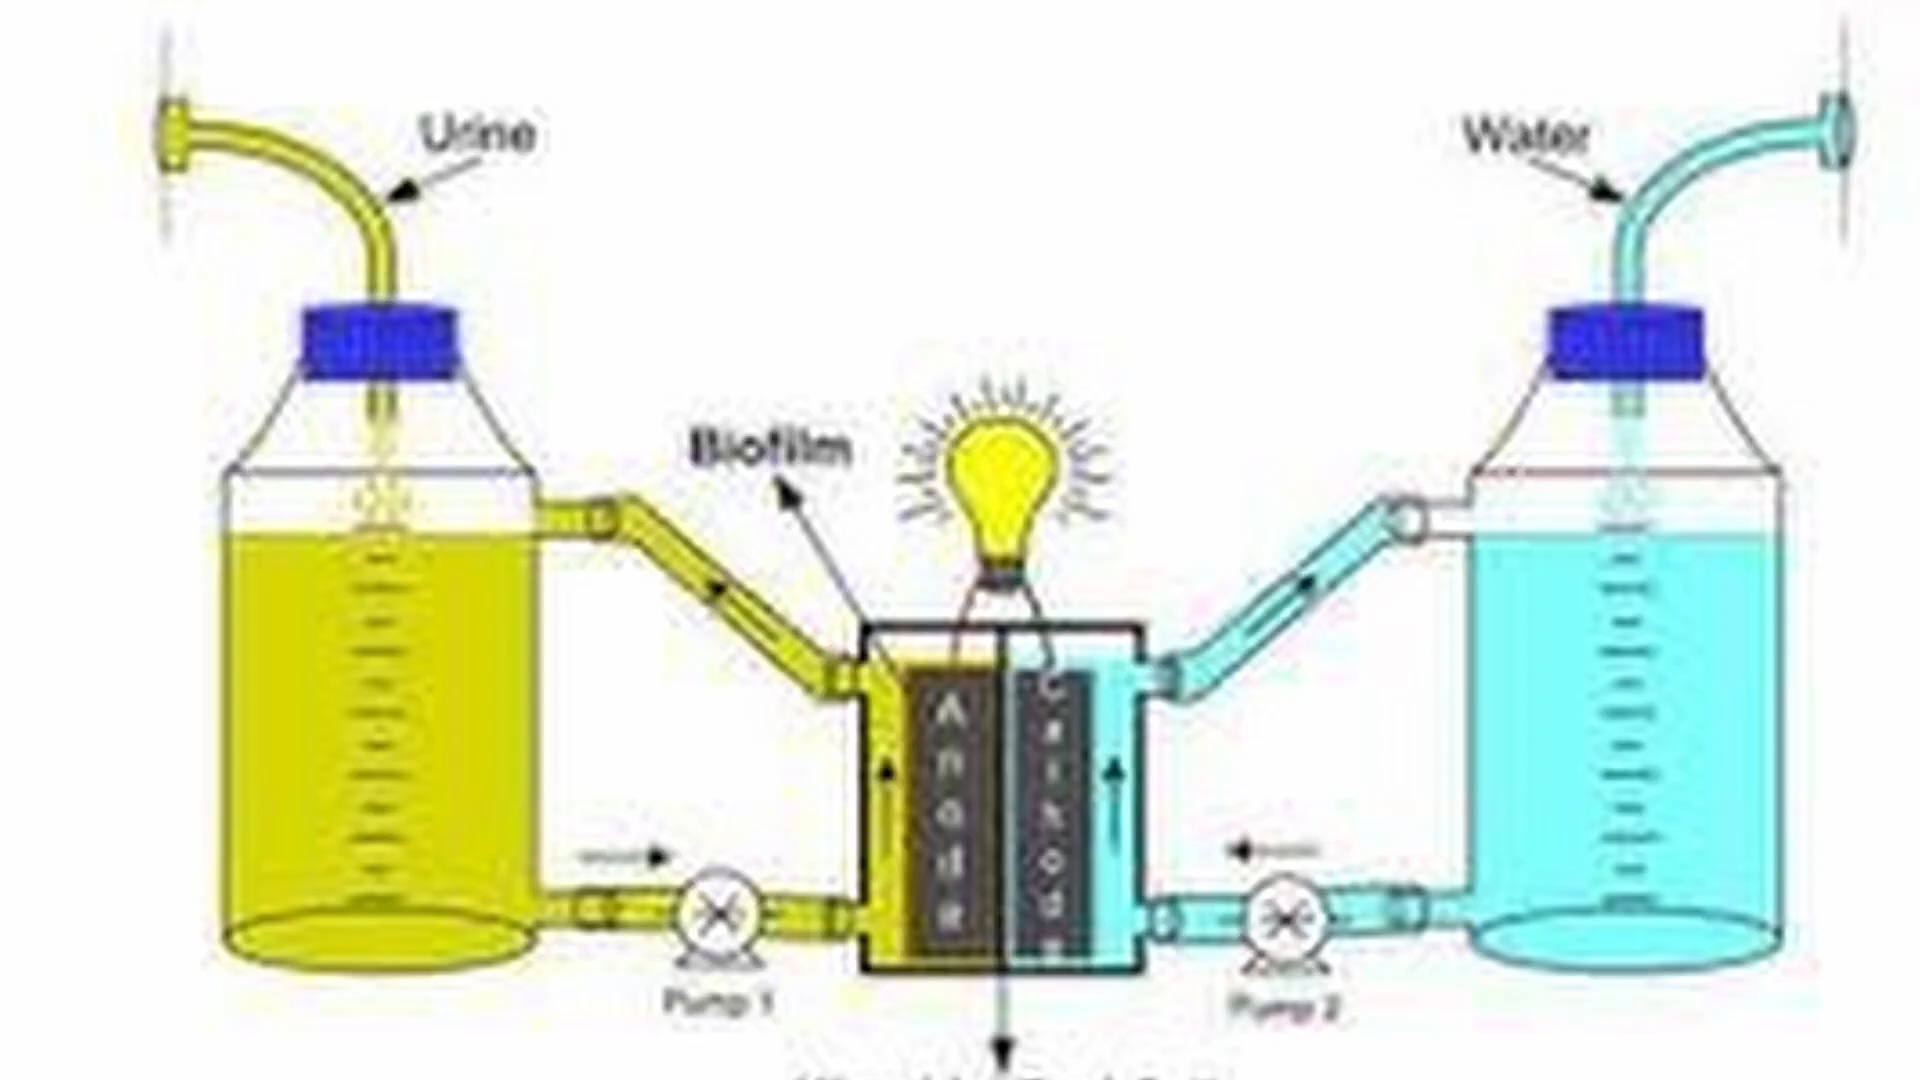 Urine
Water
Biofilm
Anode
Cathode
Pump 1
Pump 2